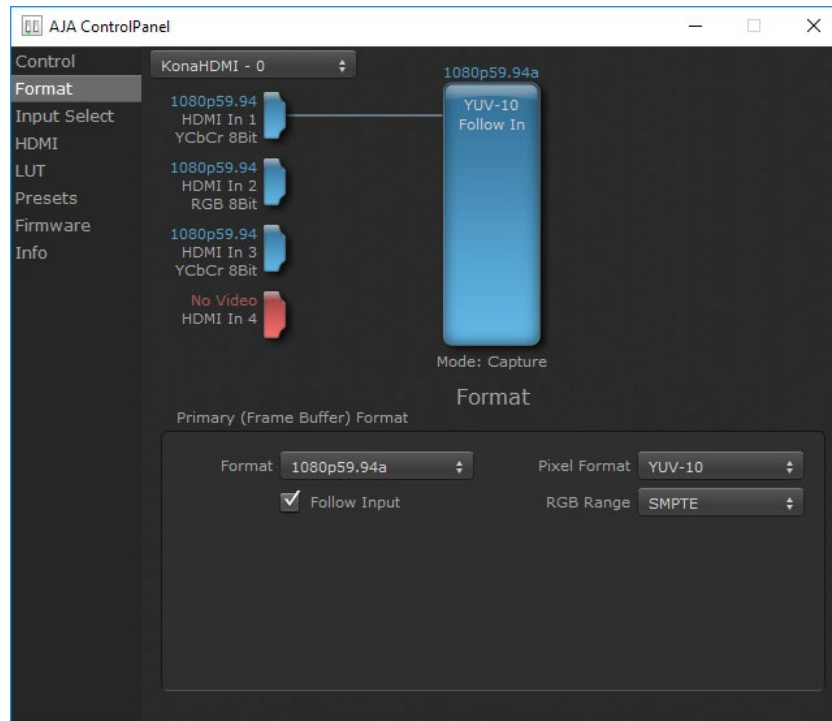 AJA ControlPanel
Control
Format
Input Select
HDMI
LUT
Presets
Firmware
Info
KonaHDMI - 0
1080p59.94
HDMI In 1
YCbCr 8Bit
1080p59.94
HDMI In 2
RGB 8Bit
1080p59.94
HDMI In 3
YCbCr 8Bit
No Video
HDMI In 4
1080p59.94a
YUV-10
Follow In
Mode: Capture
Format
Primary (Frame Buffer) Format
Format 1080p59.94a
Follow Input
Pixel Format YUV-10
RGB Range SMPTE